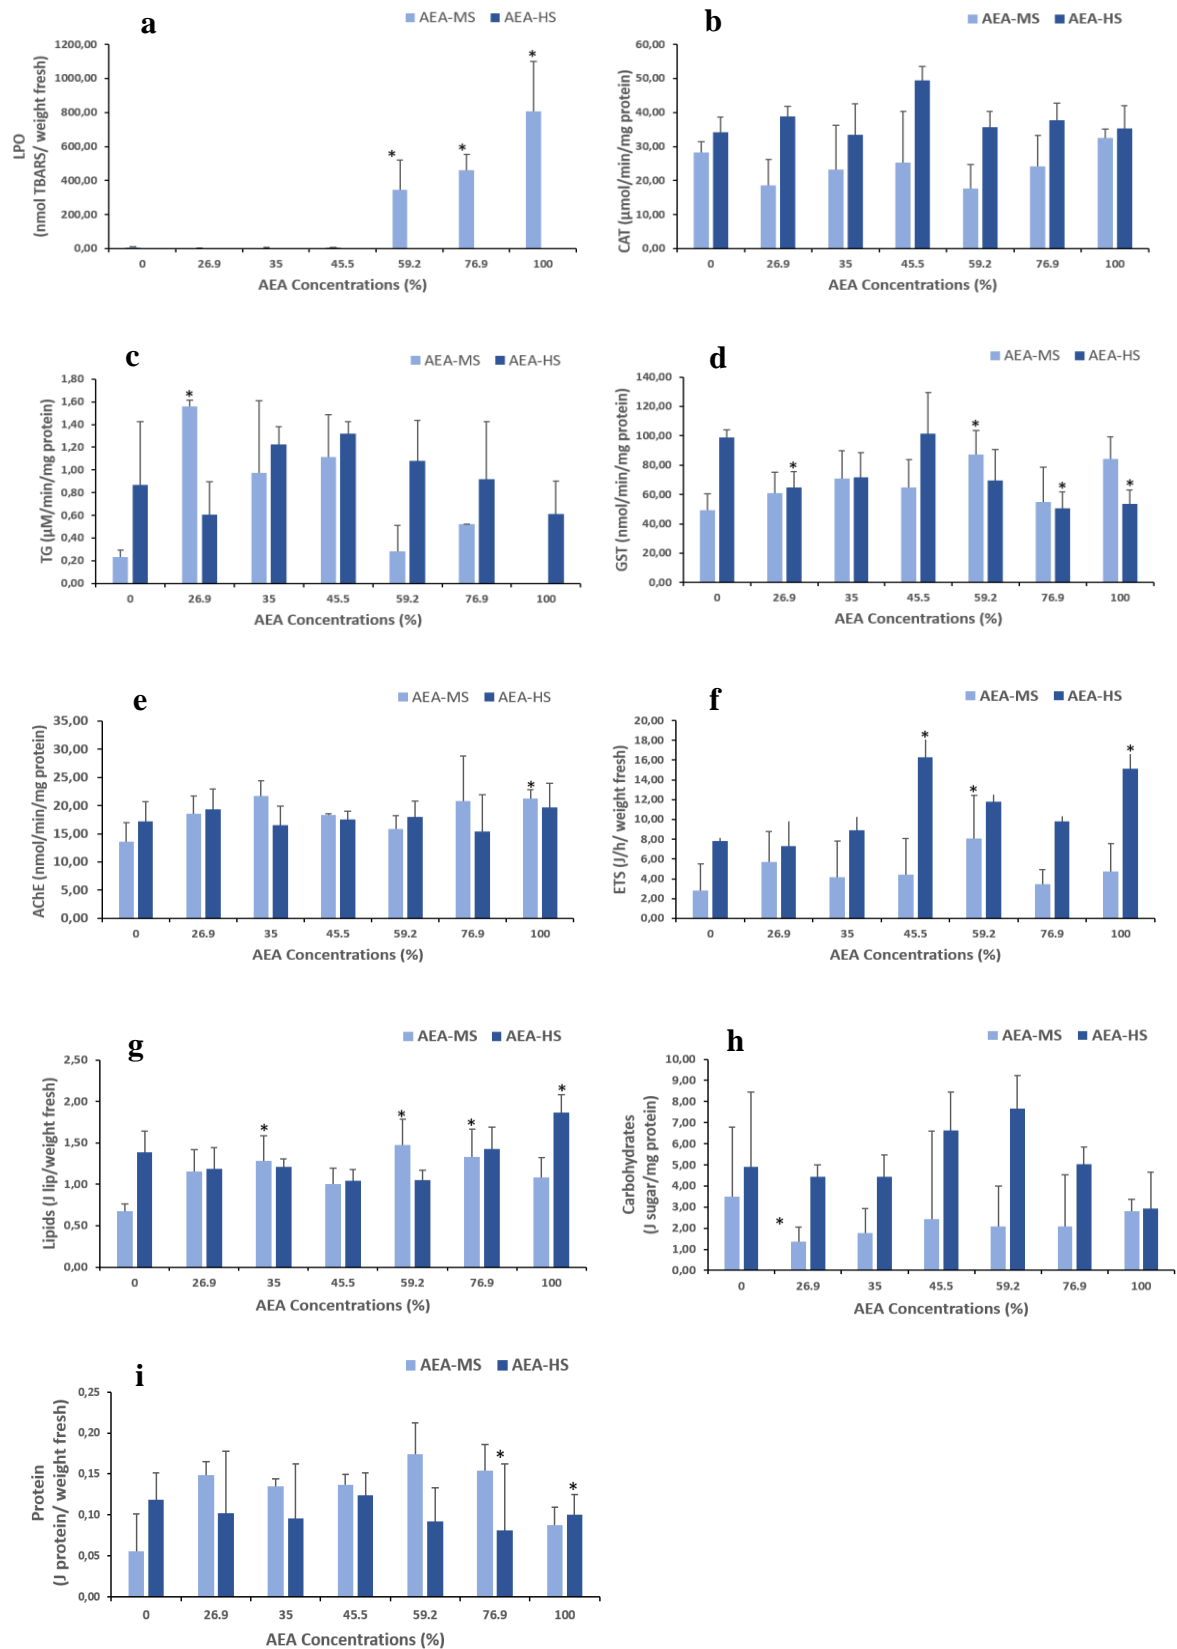 a
AEA-MS AEA-HS
LPO
(nmol TBARS/ weight fresh)
1200,00
1000,00
800,00
600,00
400,00
200,00
0,00
* * *
0 26.9 35 45.5 59.2 76.9 100
AEA Concentrations (%)
b
AEA-MS AEA-HS
CAT (µmol/min/mg protein)
60,00
50,00
40,00
30,00
20,00
10,00
0,00
0 26.9 35 45.5 59.2 76.9 100
AEA Concentrations (%)
c
AEA-MS AEA-HS
TG (µM/min/mg protein)
1,80
1,60
1,40
1,20
1,00
0,80
0,60
0,40
0,20
0,00
*
0 26.9 35 45.5 59.2 76.9 100
AEA Concentrations (%)
d
AEA-MS AEA-HS
GST (nmol/min/mg protein)
140,00
120,00
100,00
80,00
60,00
40,00
20,00
0,00
* * * *
0 26.9 35 45.5 59.2 76.9 100
AEA Concentrations (%)
e
AEA-MS AEA-HS
AChE (nmol/min/mg protein)
35,00
30,00
25,00
20,00
15,00
10,00
5,00
0,00
*
0 26.9 35 45.5 59.2 76.9 100
AEA Concentrations (%)
f
AEA-MS AEA-HS
ETS (J/h/ weight fresh)
20,00
18,00
16,00
14,00
12,00
10,00
8,00
6,00
4,00
2,00
0,00
* * *
0 26.9 35 45.5 59.2 76.9 100
AEA Concentrations (%)
g
AEA-MS AEA-HS
Lipids (J lip/weight fresh)
2,50
2,00
1,50
1,00
0,50
0,00
* * * *
0 26.9 35 45.5 59.2 76.9 100
AEA Concentrations (%)
h
AEA-MS AEA-HS
Carbohydrates
(J sugar/mg protein)
10,00
9,00
8,00
7,00
6,00
5,00
4,00
3,00
2,00
1,00
0,00
*
0 26.9 35 45.5 59.2 76.9 100
AEA Concentrations (%)
i
AEA-MS AEA-HS
Protein
(J protein/ weight fresh)
0,25
0,20
0,15
0,10
0,05
0,00
* *
0 26.9 35 45.5 59.2 76.9 100
AEA Concentrations (%)